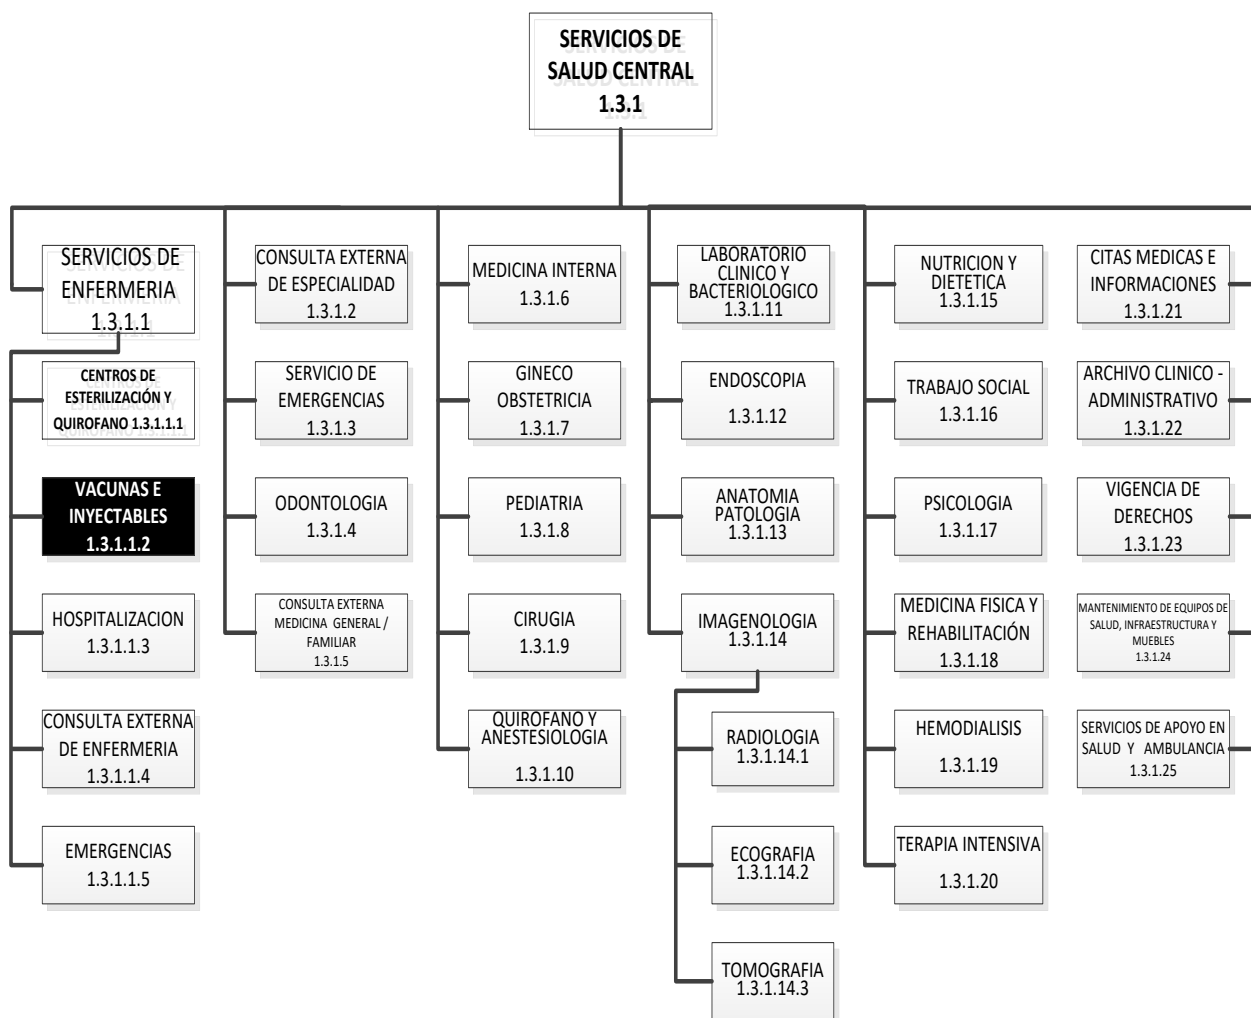 SERVICIOS DE
SALUD CENTRAL
1.3.1
SERVICIOS DE
ENFERMERIA
1.3.1.1
CENTROS DE
ESTERILIZACIÓN Y
QUIROFANO 1.3.1.1.1
VACUNAS E
INYECTABLES
1.3.1.1.2
HOSPITALIZACION
1.3.1.1.3
CONSULTA EXTERNA
DE ENFERMERIA
1.3.1.1.4
EMERGENCIAS
1.3.1.1.5
CONSULTA EXTERNA
DE ESPECIALIDAD
1.3.1.2
SERVICIO DE
EMERGENCIAS
1.3.1.3
ODONTOLOGIA
1.3.1.4
CONSULTA EXTERNA
MEDICINA GENERAL /
FAMILIAR
1.3.1.5
MEDICINA INTERNA
1.3.1.6
GINECO
OBSTETRICIA
1.3.1.7
PEDIATRIA
1.3.1.8
CIRUGIA
1.3.1.9
QUIROFANO Y
ANESTESIOLOGIA
1.3.1.10
LABORATORIO
CLINICO Y
BACTERIOLOGICO
1.3.1.11
ENDOSCOPIA
1.3.1.12
ANATOMIA
PATOLOGIA
1.3.1.13
IMAGENOLOGIA
1.3.1.14
RADIOLOGIA
1.3.1.14.1
ECOGRAFIA
1.3.1.14.2
TOMOGRAFIA
1.3.1.14.3
NUTRICION Y
DIETETICA
1.3.1.15
TRABAJO SOCIAL
1.3.1.16
PSICOLOGIA
1.3.1.17
MEDICINA FISICA Y
REHABILITACIÓN
1.3.1.18
HEMODIALISIS
1.3.1.19
TERAPIA INTENSIVA
1.3.1.20
CITAS MEDICAS E
INFORMACIONES
1.3.1.21
ARCHIVO CLINICO -
ADMINISTRATIVO
1.3.1.22
VIGENCIA DE
DERECHOS
1.3.1.23
MANTENIMIENTO DE EQUIPOS DE
SALUD, INFRAESTRUCTURA Y
MUEBLES
1.3.1.24
SERVICIOS DE APOYO EN
SALUD Y AMBULANCIA
1.3.1.25